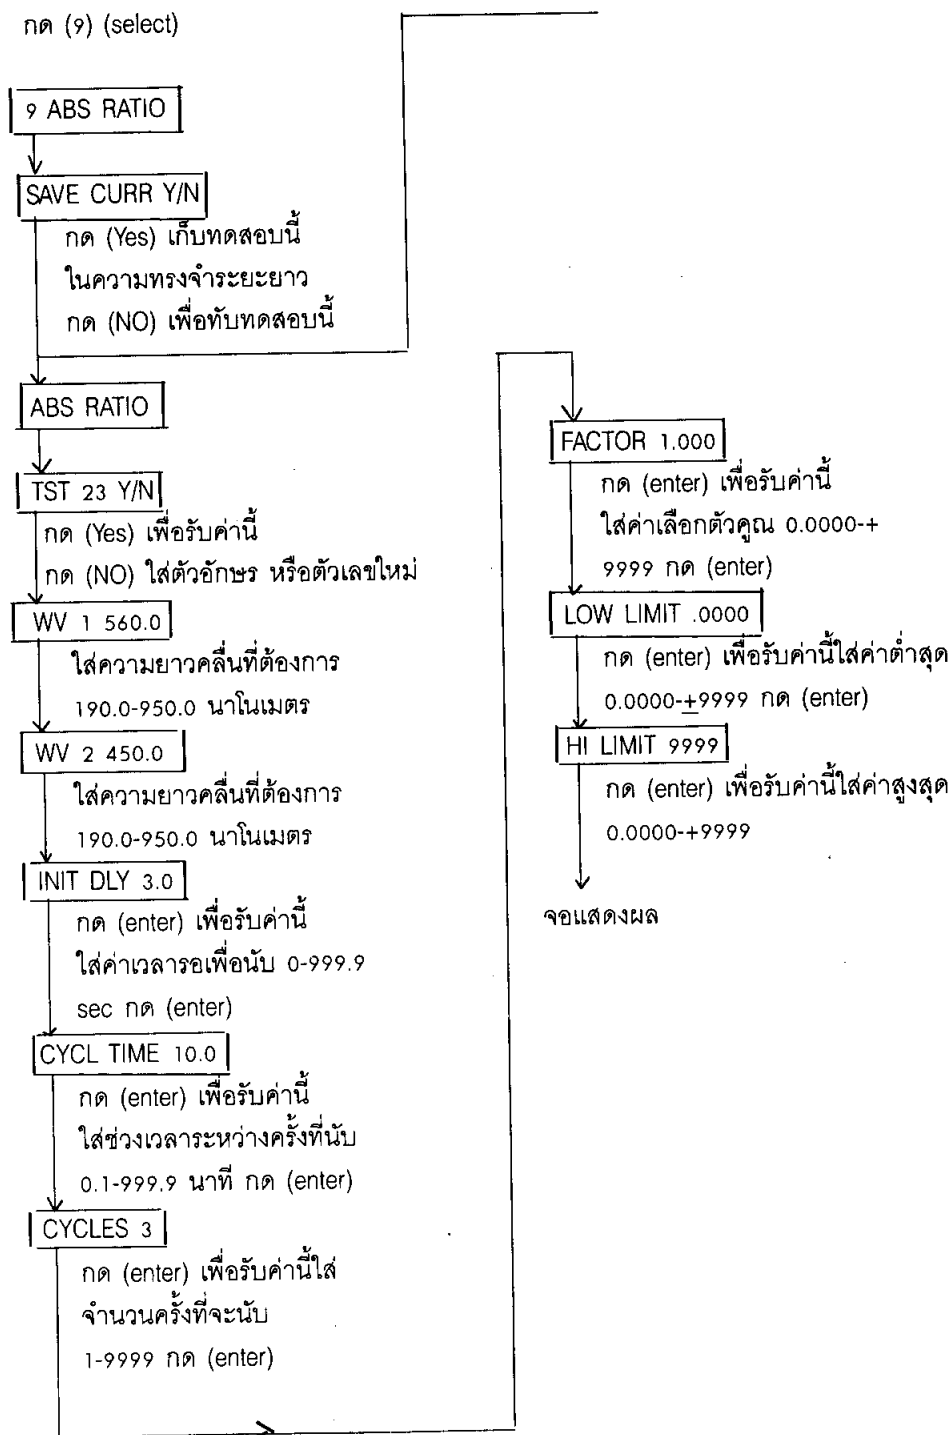 กด (9) (select)
9 ABS RATIO
SAVE CURR Y/N
กด (Yes) เก็บทดสอบนี้
ในความทรงจำระยะยาว
กด (NO) เพื่อทับทดสอบนี้
ABS RATIO
TST 23 Y/N
กด (Yes) เพื่อรับค่านี้
กด (NO) ใส่ตัวอักษร หรือตัวเลขใหม่
WV 1 560.0
ใส่ความยาวคลื่นที่ต้องการ
190.0-950.0 นาโนเมตร
WV 2 450.0
ใส่ความยาวคลื่นที่ต้องการ
190.0-950.0 นาโนเมตร
INIT DLY 3.0
กด (enter) เพื่อรับค่านี้
ใส่ค่าเวลารอเพื่อนับ 0-999.9
sec กด (enter)
CYCL TIME 10.0
กด (enter) เพื่อรับค่านี้
ใส่ช่วงเวลาระหว่างครั้งที่นับ
0.1-999.9 นาที กด (enter)
CYCLES 3
กด (enter) เพื่อรับค่านี้ใส่
จำนวนครั้งที่จะนับ
1-9999 กด (enter)
FACTOR 1.000
กด (enter) เพื่อรับค่านี้
ใส่ค่าเลือกตัวคูณ 0.0000-+
9999 กด (enter)
LOW LIMIT .0000
กด (enter) เพื่อรับค่านี้ใส่ค่าต่ำสุด
0.0000-+9999 กด (enter)
HI LIMIT 9999
กด (enter) เพื่อรับค่านี้ใส่ค่าสูงสุด
0.0000-+9999
จอแสดงผล